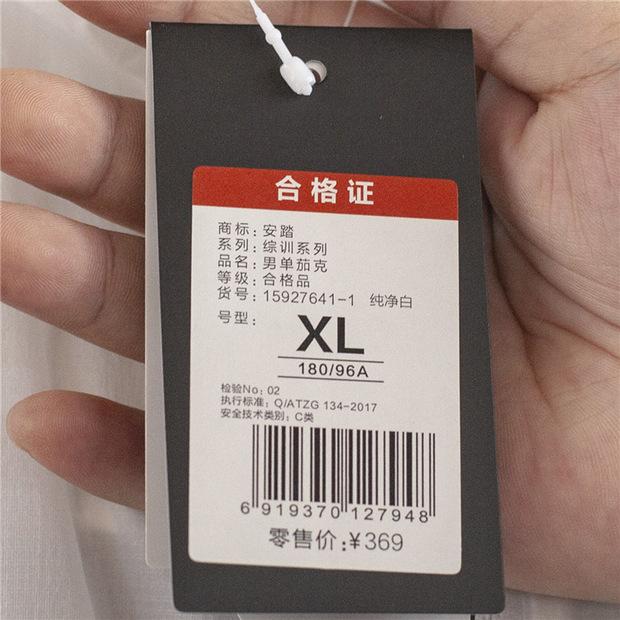 合格证
商标：安踏
系列：综训系列
品名：男单茄克
等级：合格品
货号：15927641-1 纯净白
号型：
XL
180/96A
检验No：02
执行标准：Q/ATZG 134-2017
安全技术类别：C类
6 919370 127948
零售价：¥369